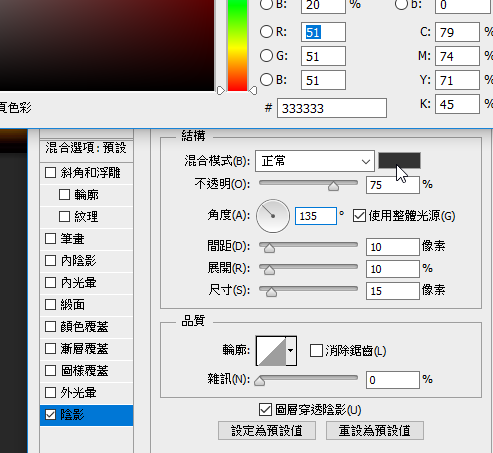 B: 20 % b: 0
R: 51 C: 79 %
G: 51 M: 74 %
B: 51 Y: 71 %
# 333333 K: 45 %
頁色彩
結構
混合選項：預設
混合模式(B): 正常
斜角和浮雕
不透明(O): 75 %
輪廓
角度(A): 135 ° 使用整體光源(G)
紋理
筆畫
間距(D): 10 像素
內陰影
展開(R): 10 %
內光暈
尺寸(S): 15 像素
緞面
顏色覆蓋
品質
漸層覆蓋
輪廓: 消除鋸齒(L)
圖樣覆蓋
雜訊(N): 0 %
外光暈
陰影
圖層穿透陰影(U)
設定為預設值 重設為預設值